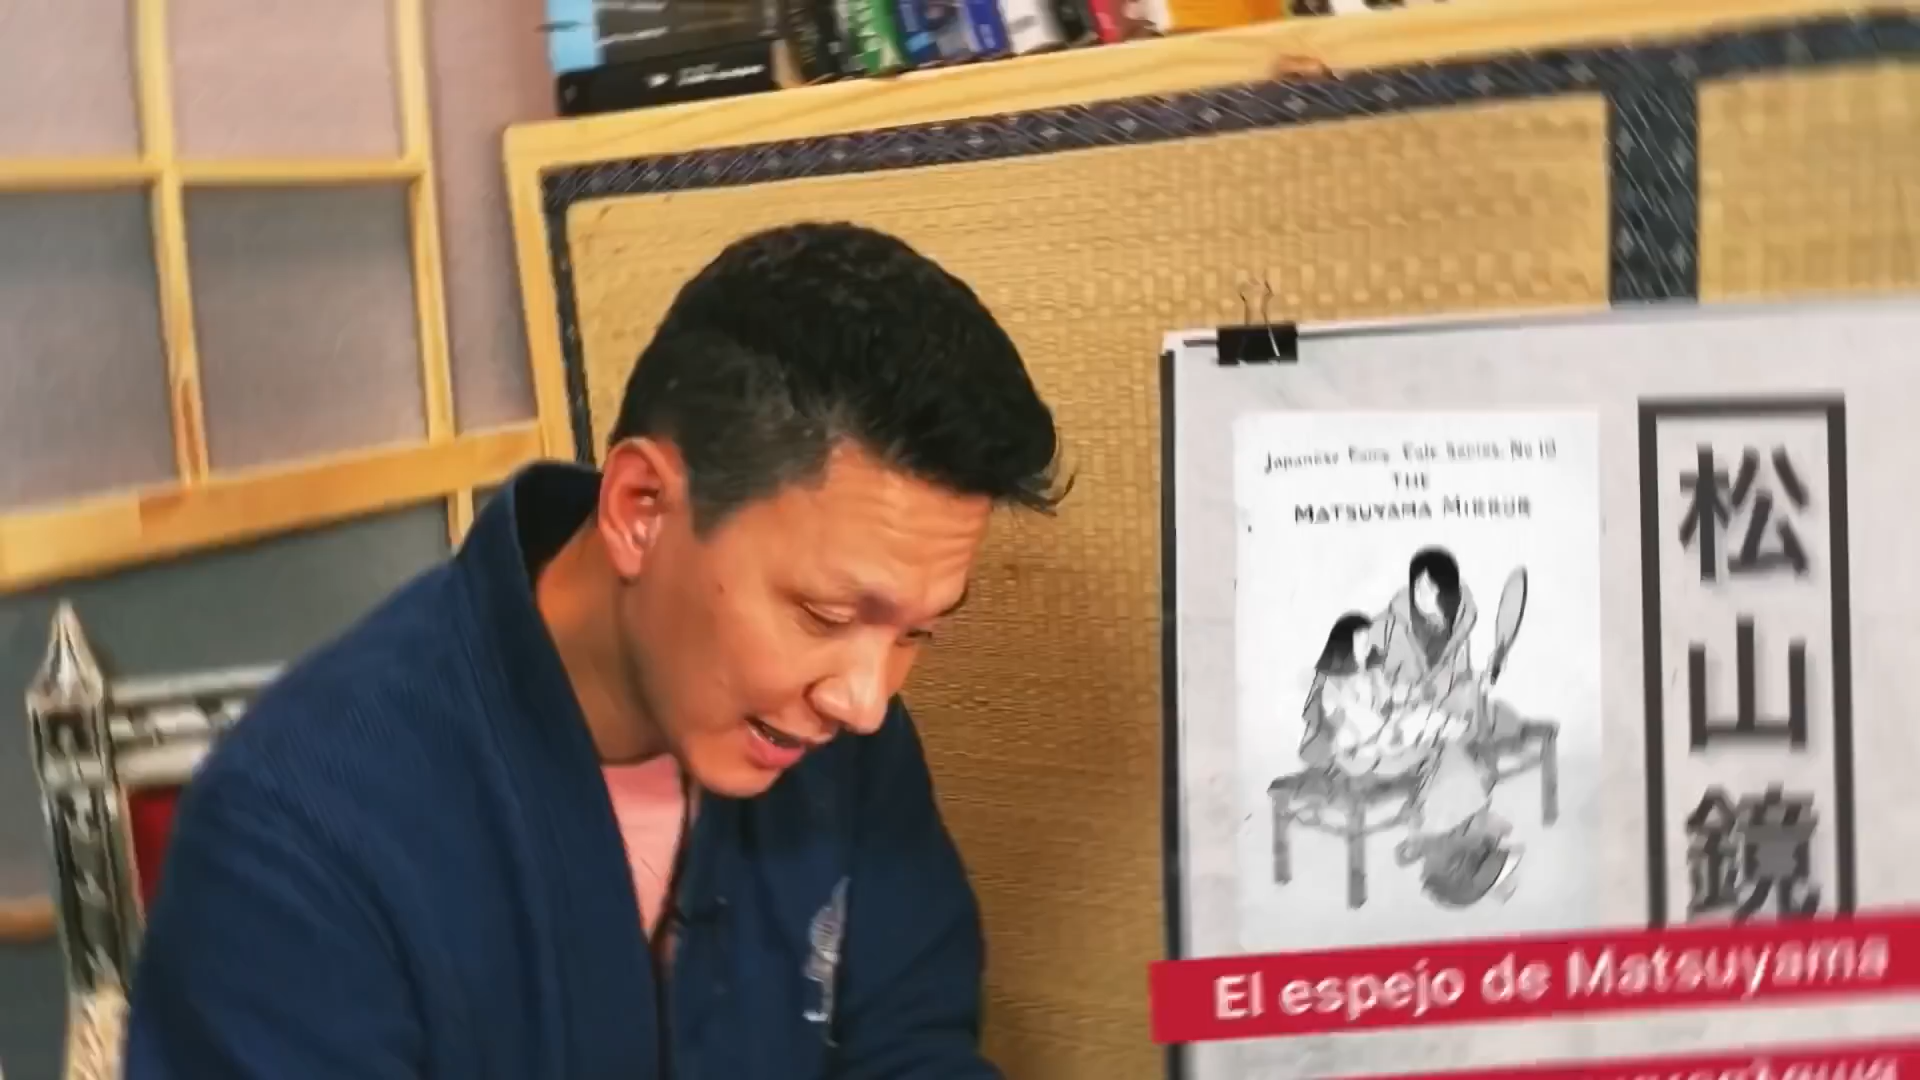 Japanese Fairy Tale Series, No 10
THE
MATSUYAMA MIRROR
松山鏡
El espejo de Matsuyama